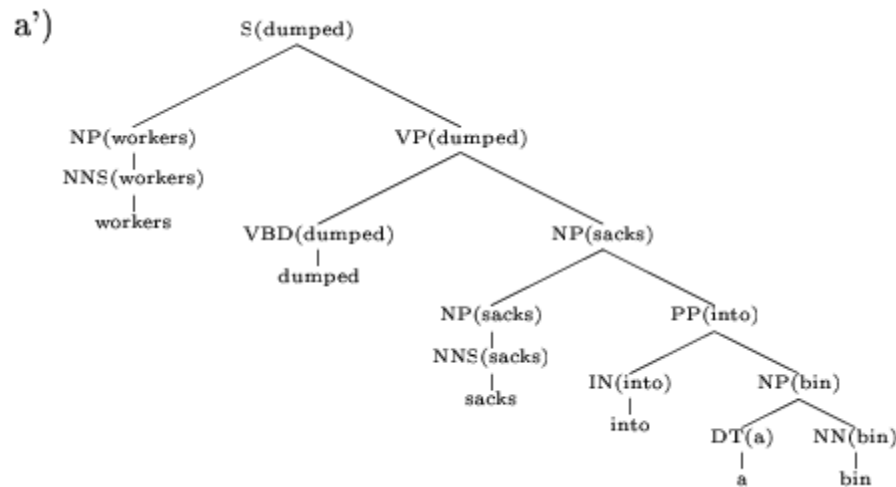 a')
S(dumped)
NP(workers) VP(dumped)
NNS(workers)
workers
VBD(dumped) NP(sacks)
dumped
NP(sacks) PP(into)
NNS(sacks)
sacks
IN(into) NP(bin)
into
DT(a) NN(bin)
a bin